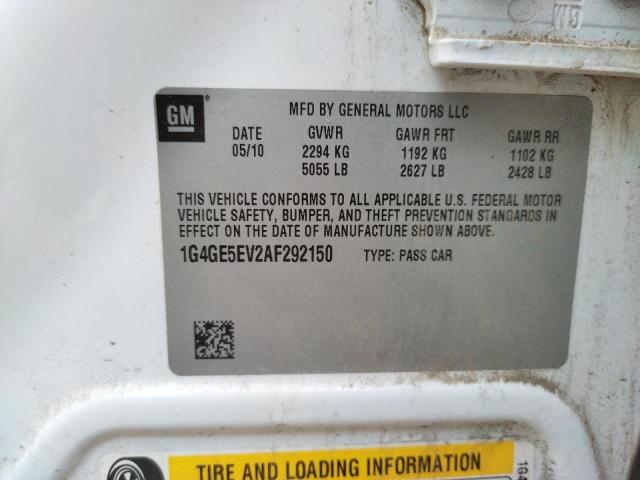 W15
GM
MFD BY GENERAL MOTORS LLC
DATE GVWR GAWR FRT GAWR RR
05/10 2294 KG 1192 KG 1102 KG
5055 LB 2627 LB 2428 LB
THIS VEHICLE CONFORMS TO ALL APPLICABLE U.S. FEDERAL MOTOR
VEHICLE SAFETY, BUMPER, AND THEFT PREVENTION STANDARDS IN
EFFECT ON THE DATE OF MANUFACTURE SHOWN ABOVE.
1G4GE5EV2AF292150 TYPE: PASS CAR
TIRE AND LOADING INFORMATION
1G4